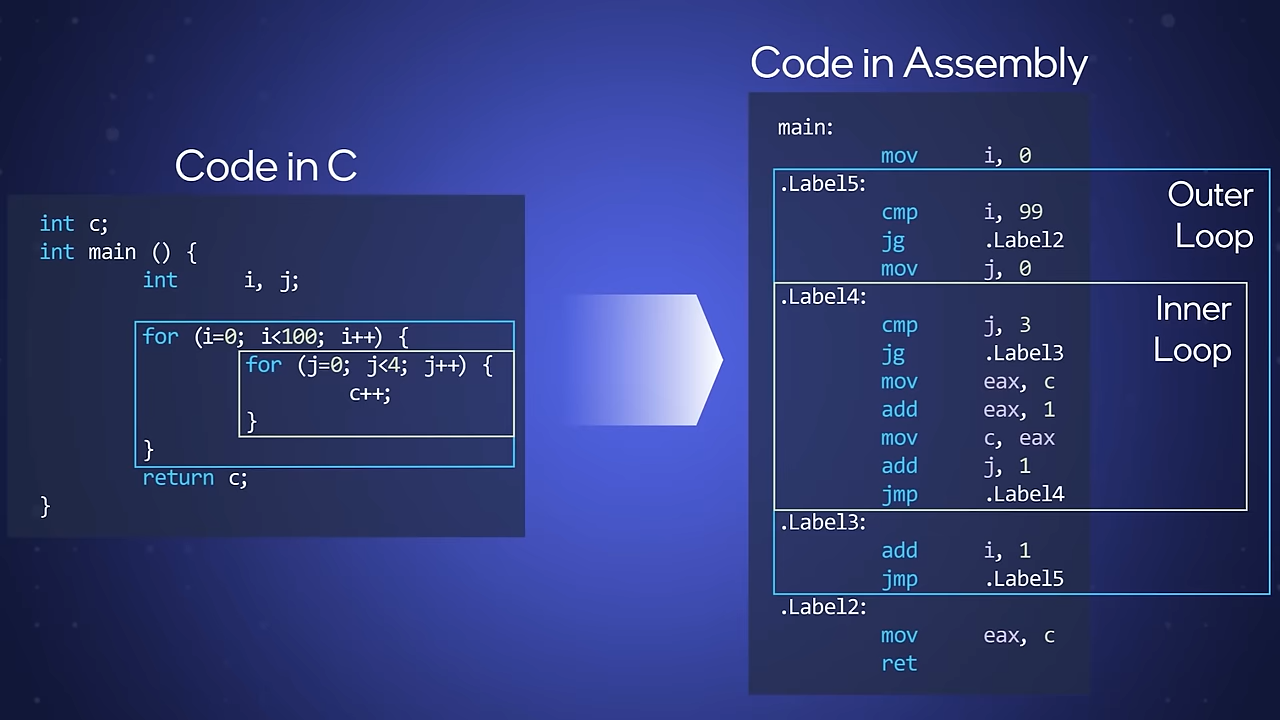 Code in C
int c;
int main () {
int i, j;
for (i=0; i<100; i++) {
for (j=0; j<4; j++) {
c++;
}
}
return c;
}
Code in Assembly
main:
mov i, 0
.Label5:
cmp i, 99
jg .Label2
mov j, 0
Outer
Loop
.Label4:
cmp j, 3
jg .Label3
mov eax, c
add eax, 1
mov c, eax
add j, 1
jmp .Label4
Inner
Loop
.Label3:
add i, 1
jmp .Label5
.Label2:
mov eax, c
ret